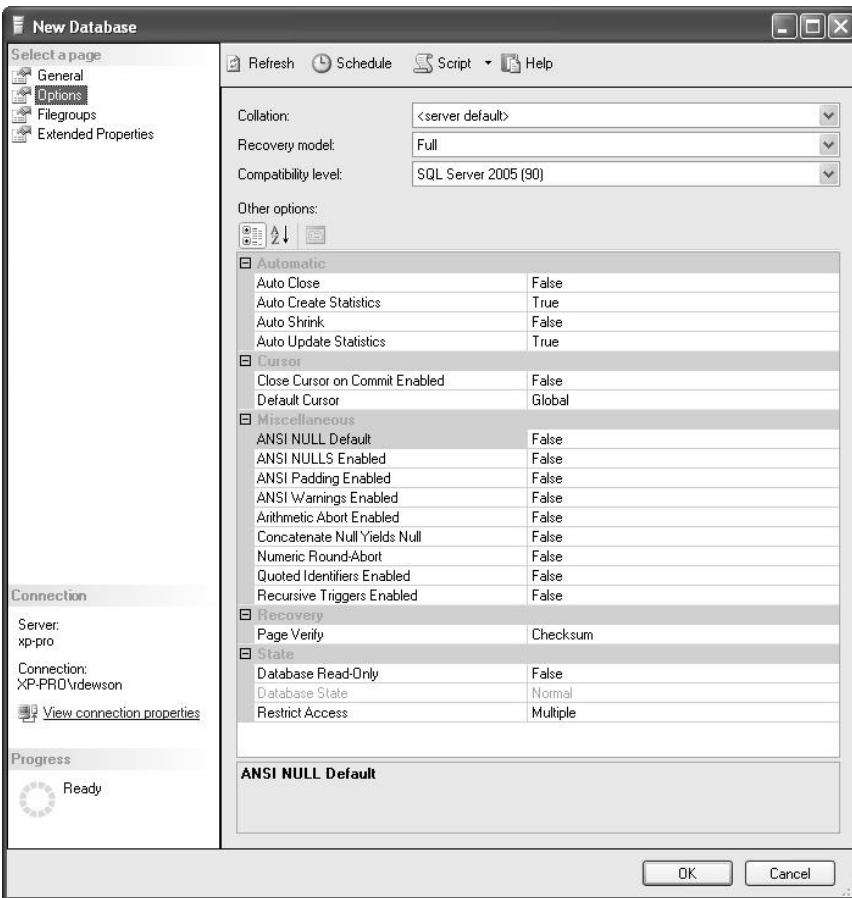 New Database
Select a page
General
Options
Filegroups
Extended Properties
Refresh Schedule Script Help
Collation: <server default>
Recovery model: Full
Compatibility level: SQL Server 2005 (90)
Other options:
Automatic
Auto Close False
Auto Create Statistics True
Auto Shrink False
Auto Update Statistics True
Cursor
Close Cursor on Commit Enabled False
Default Cursor Global
Miscellaneous
ANSI NULL Default False
ANSI NULLS Enabled False
ANSI Padding Enabled False
ANSI Warnings Enabled False
Arithmetic Abort Enabled False
Concatenate Null Yields Null False
Numeric Round-Abort False
Quoted Identifiers Enabled False
Recursive Triggers Enabled False
Recovery
Page Verify Checksum
State
Database Read-Only False
Database State Normal
Restrict Access Multiple
ANSI NULL Default
Connection
Server:
xp-pro
Connection:
XP-PRO\rdewson
View connection properties
Progress
Ready
OK Cancel